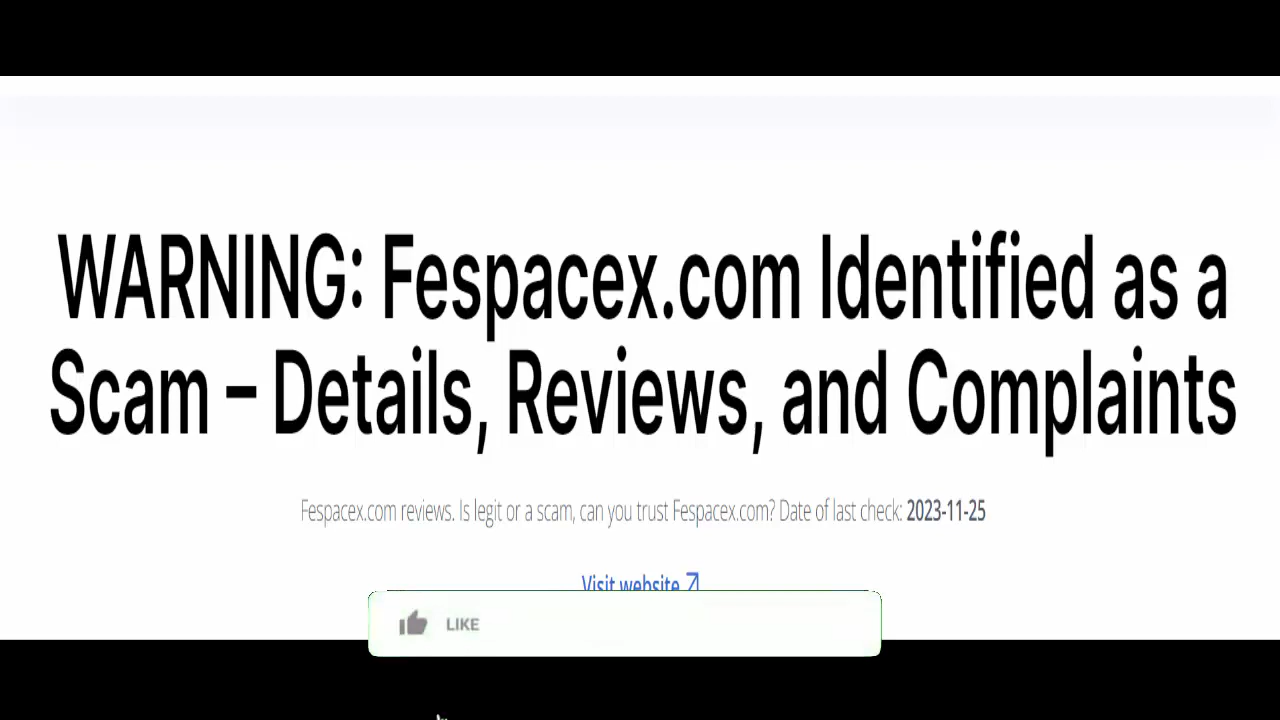 WARNING: Fespacex.com Identified as a
Scam – Details, Reviews, and Complaints
Fespacex.com reviews. Is legit or a scam, can you trust Fespacex.com? Date of last check: 2023-11-25
Visit website
LIKE